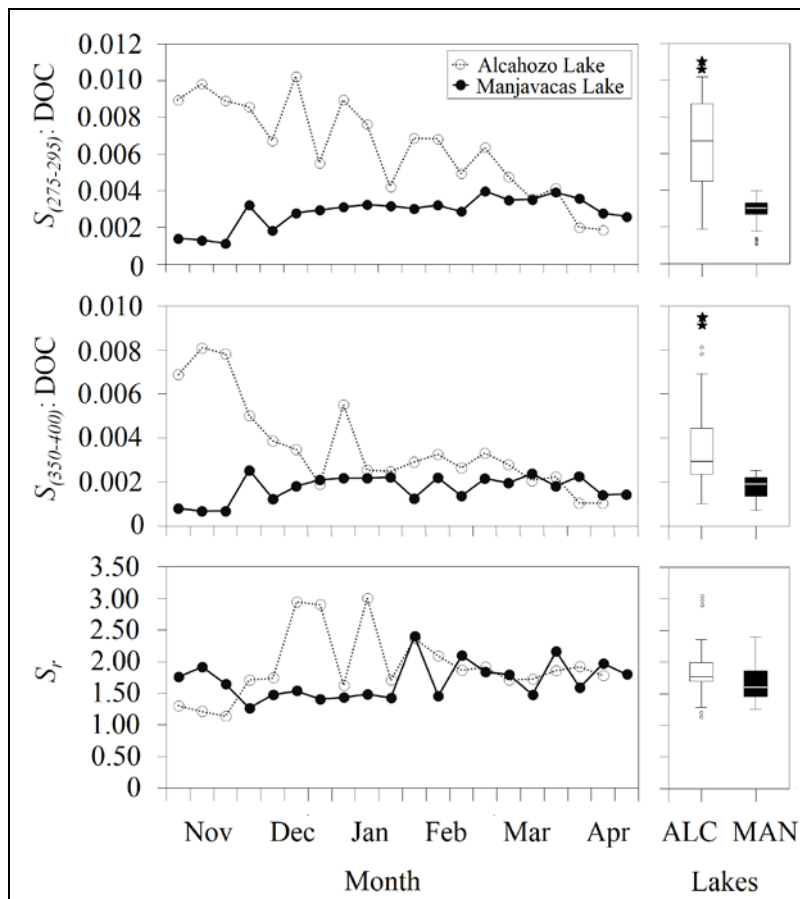 S(275-295): DOC
0.012
0.010
0.008
0.006
0.004
0.002
0
Alcahozo Lake
Manjavacas Lake
★★
S(350-400): DOC
0.010
0.008
0.006
0.004
0.002
0
★★
Sr
3.50
3.00
2.50
2.00
1.50
1.00
0.50
0
Nov Dec Jan Feb Mar Apr
Month
ALC MAN
Lakes